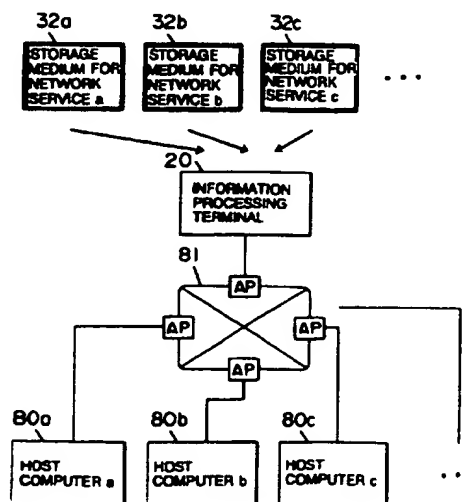 32a 32b 32c
STORAGE MEDIUM FOR NETWORK SERVICE a
STORAGE MEDIUM FOR NETWORK SERVICE b
STORAGE MEDIUM FOR NETWORK SERVICE c
...
20
INFORMATION
PROCESSING
TERMINAL
81
AP
AP AP
AP
80a 80b 80c
HOST COMPUTER a
HOST COMPUTER b
HOST COMPUTER c